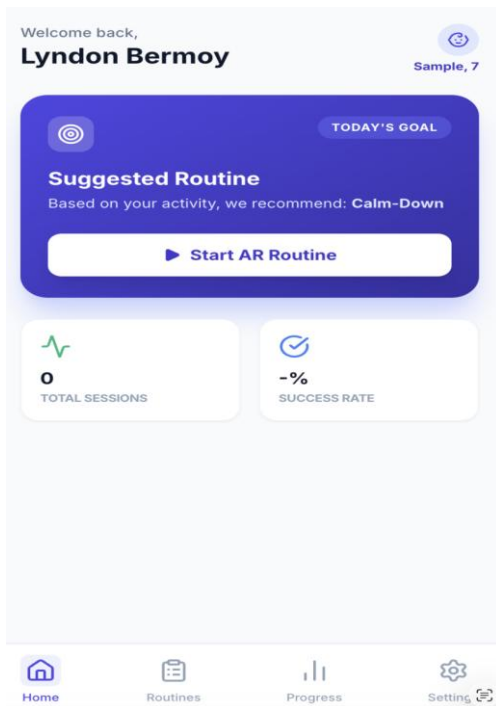 Welcome back,
Lyndon Bermoy
Sample, 7
TODAY'S GOAL
Suggested Routine
Based on your activity, we recommend: Calm-Down
Start AR Routine
0
TOTAL SESSIONS
-%
SUCCESS RATE
Home
Routines
Progress
Setting